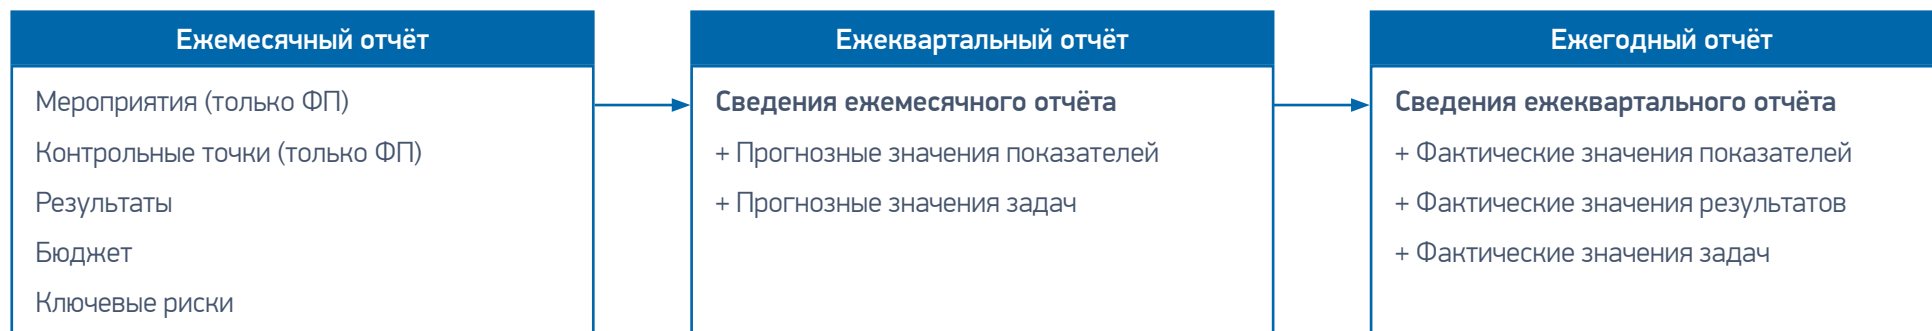 Ежемесячный отчёт
Мероприятия (только ФП)
Контрольные точки (только ФП)
Результаты
Бюджет
Ключевые риски
Ежеквартальный отчёт
Сведения ежемесячного отчёта
+ Прогнозные значения показателей
+ Прогнозные значения задач
Ежегодный отчёт
Сведения ежеквартального отчёта
+ Фактические значения показателей
+ Фактические значения результатов
+ Фактические значения задач